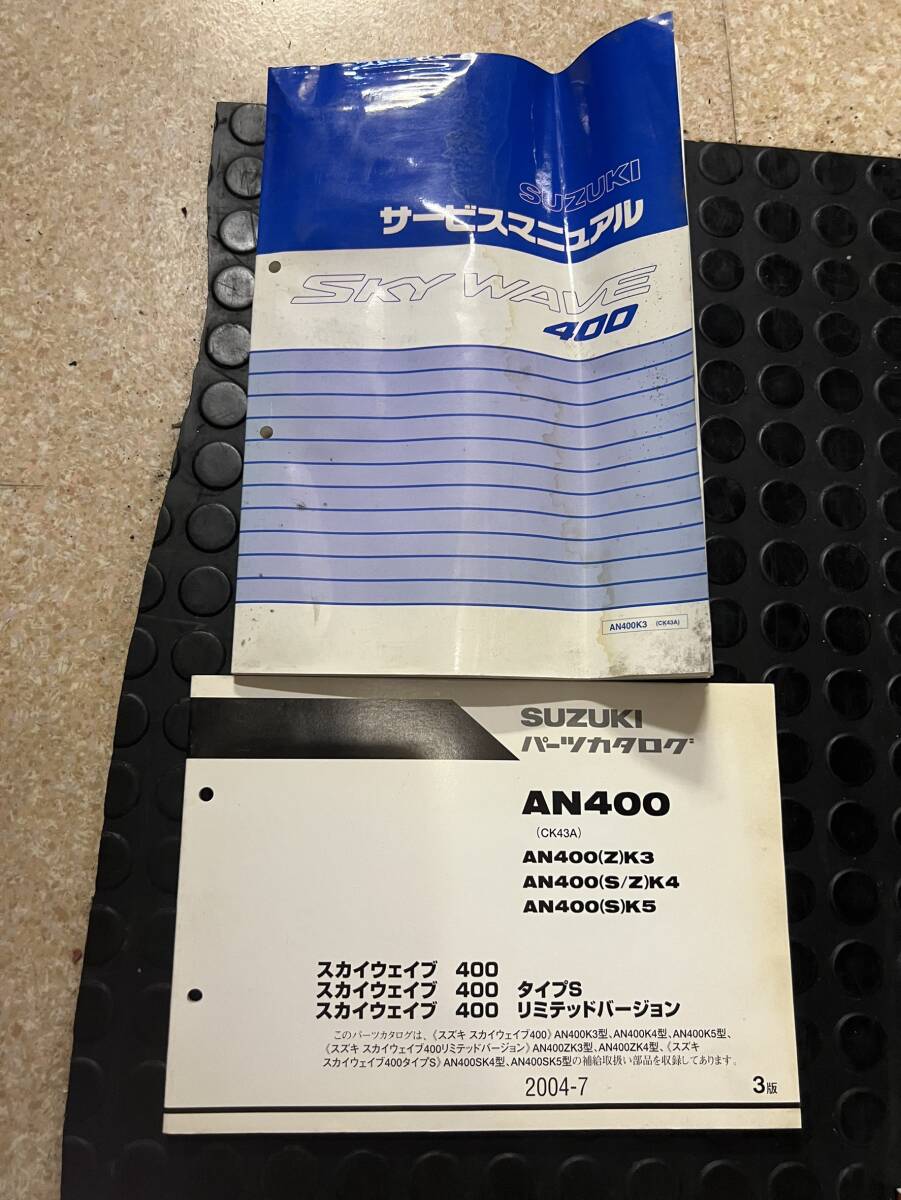 SUZUKI
サービスマニュアル
SKY WAVE
400
AN400K3 (CK43A)
SUZUKI
パーツカタログ
AN400
(CK43A)
AN400(Z)K3
AN400(S/Z)K4
AN400(S)K5
スカイウェイブ 400
スカイウェイブ 400 タイプS
スカイウェイブ 400 リミテッドバージョン
このパーツカタログは、《スズキ スカイウェイブ400》AN400K3型、AN400K4型、AN400K5型、
《スズキ スカイウェイブ400リミテッドバージョン》AN400ZK3型、AN400ZK4型、《スズキ
スカイウェイブ400タイプS》AN400SK4型、AN400SK5型の補給取扱い部品を収録してあります。
2004-7
3版